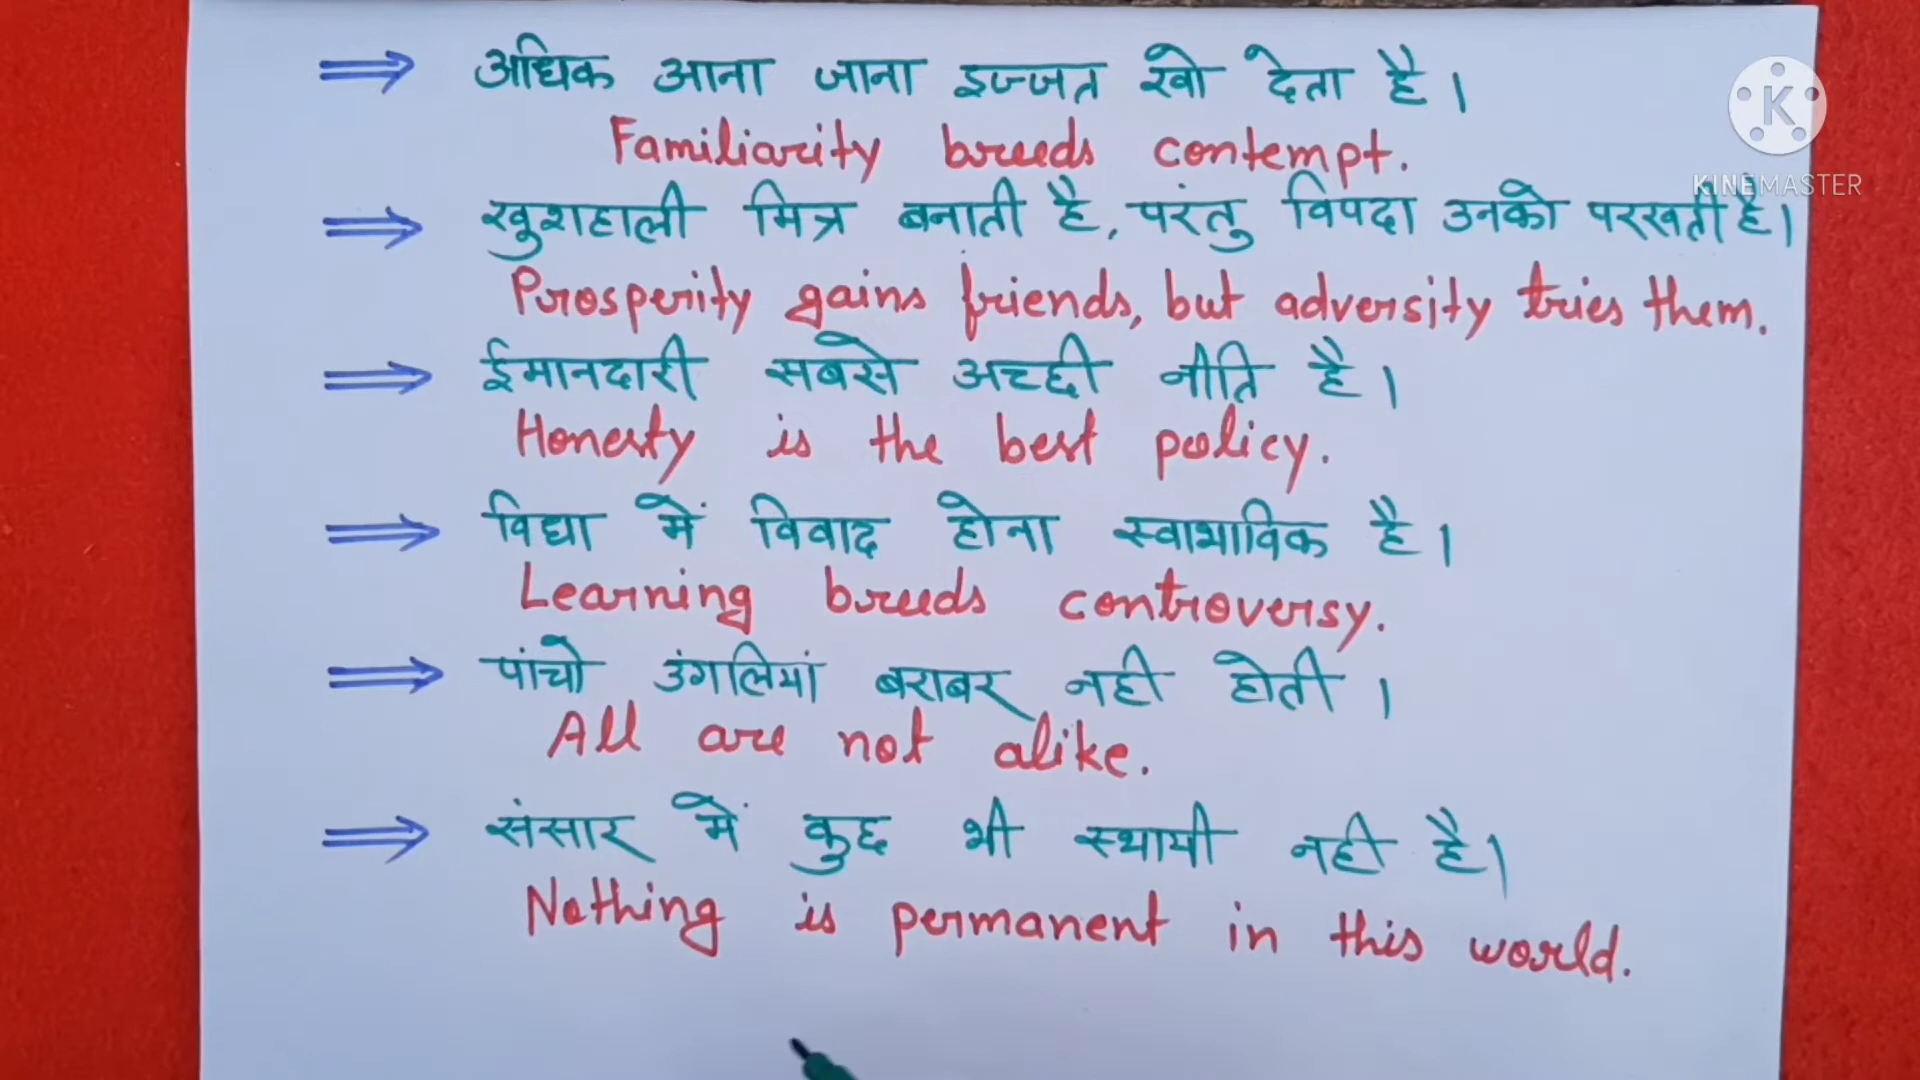 अधिक आना जाना इज्जत खो देता है।
Familiarity breeds contempt.
खुशहाली मित्र बनाती है, परंतु विपदा उनको परखती है।
Prosperity gains friends, but adversity tries them.
ईमानदारी सबसे अच्छी नीति है।
Honesty is the best policy.
विद्या में विवाद होना स्वाभाविक है।
Learning breeds controversy.
पांचो उंगलियां बराबर नही होती।
All are not alike.
संसार में कुछ भी स्थायी नही है।
Nothing is permanent in this world.
K
KINEMASTER